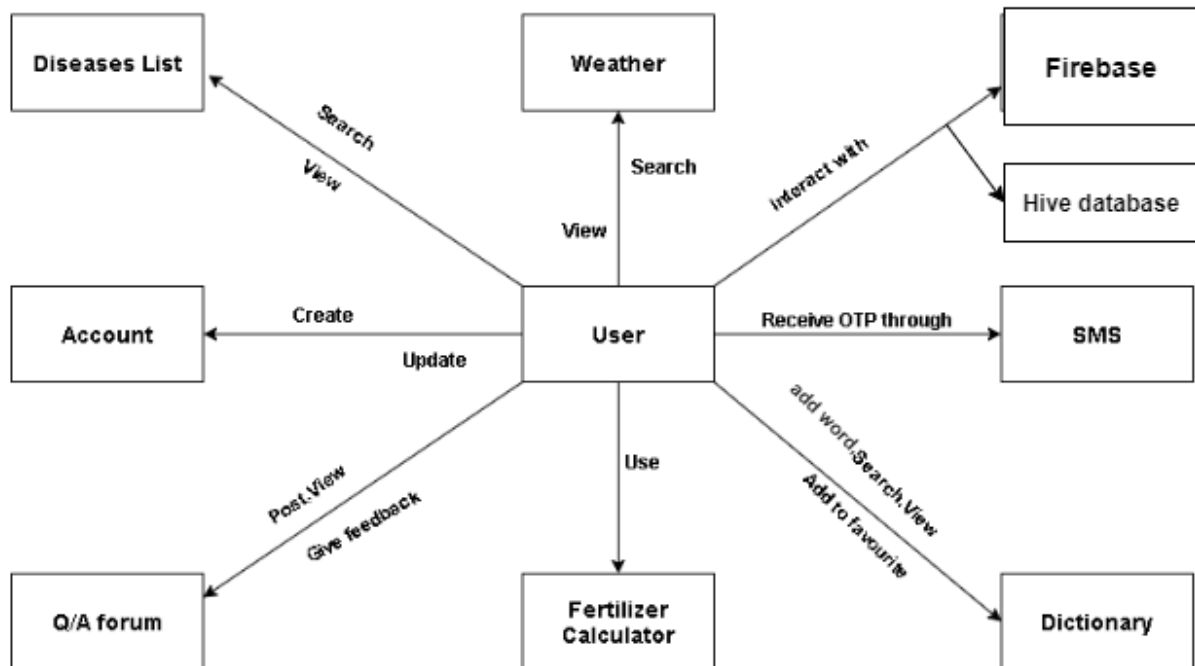 Diseases List
Weather
Firebase
Search
View
Search
View
Interact with
Hive database
Account
Create
Update
User
Receive OTP through
SMS
Post,View
Give feedback
Use
add word,Search,View
Add to favourite
Q/A forum
Fertilizer
Calculator
Dictionary